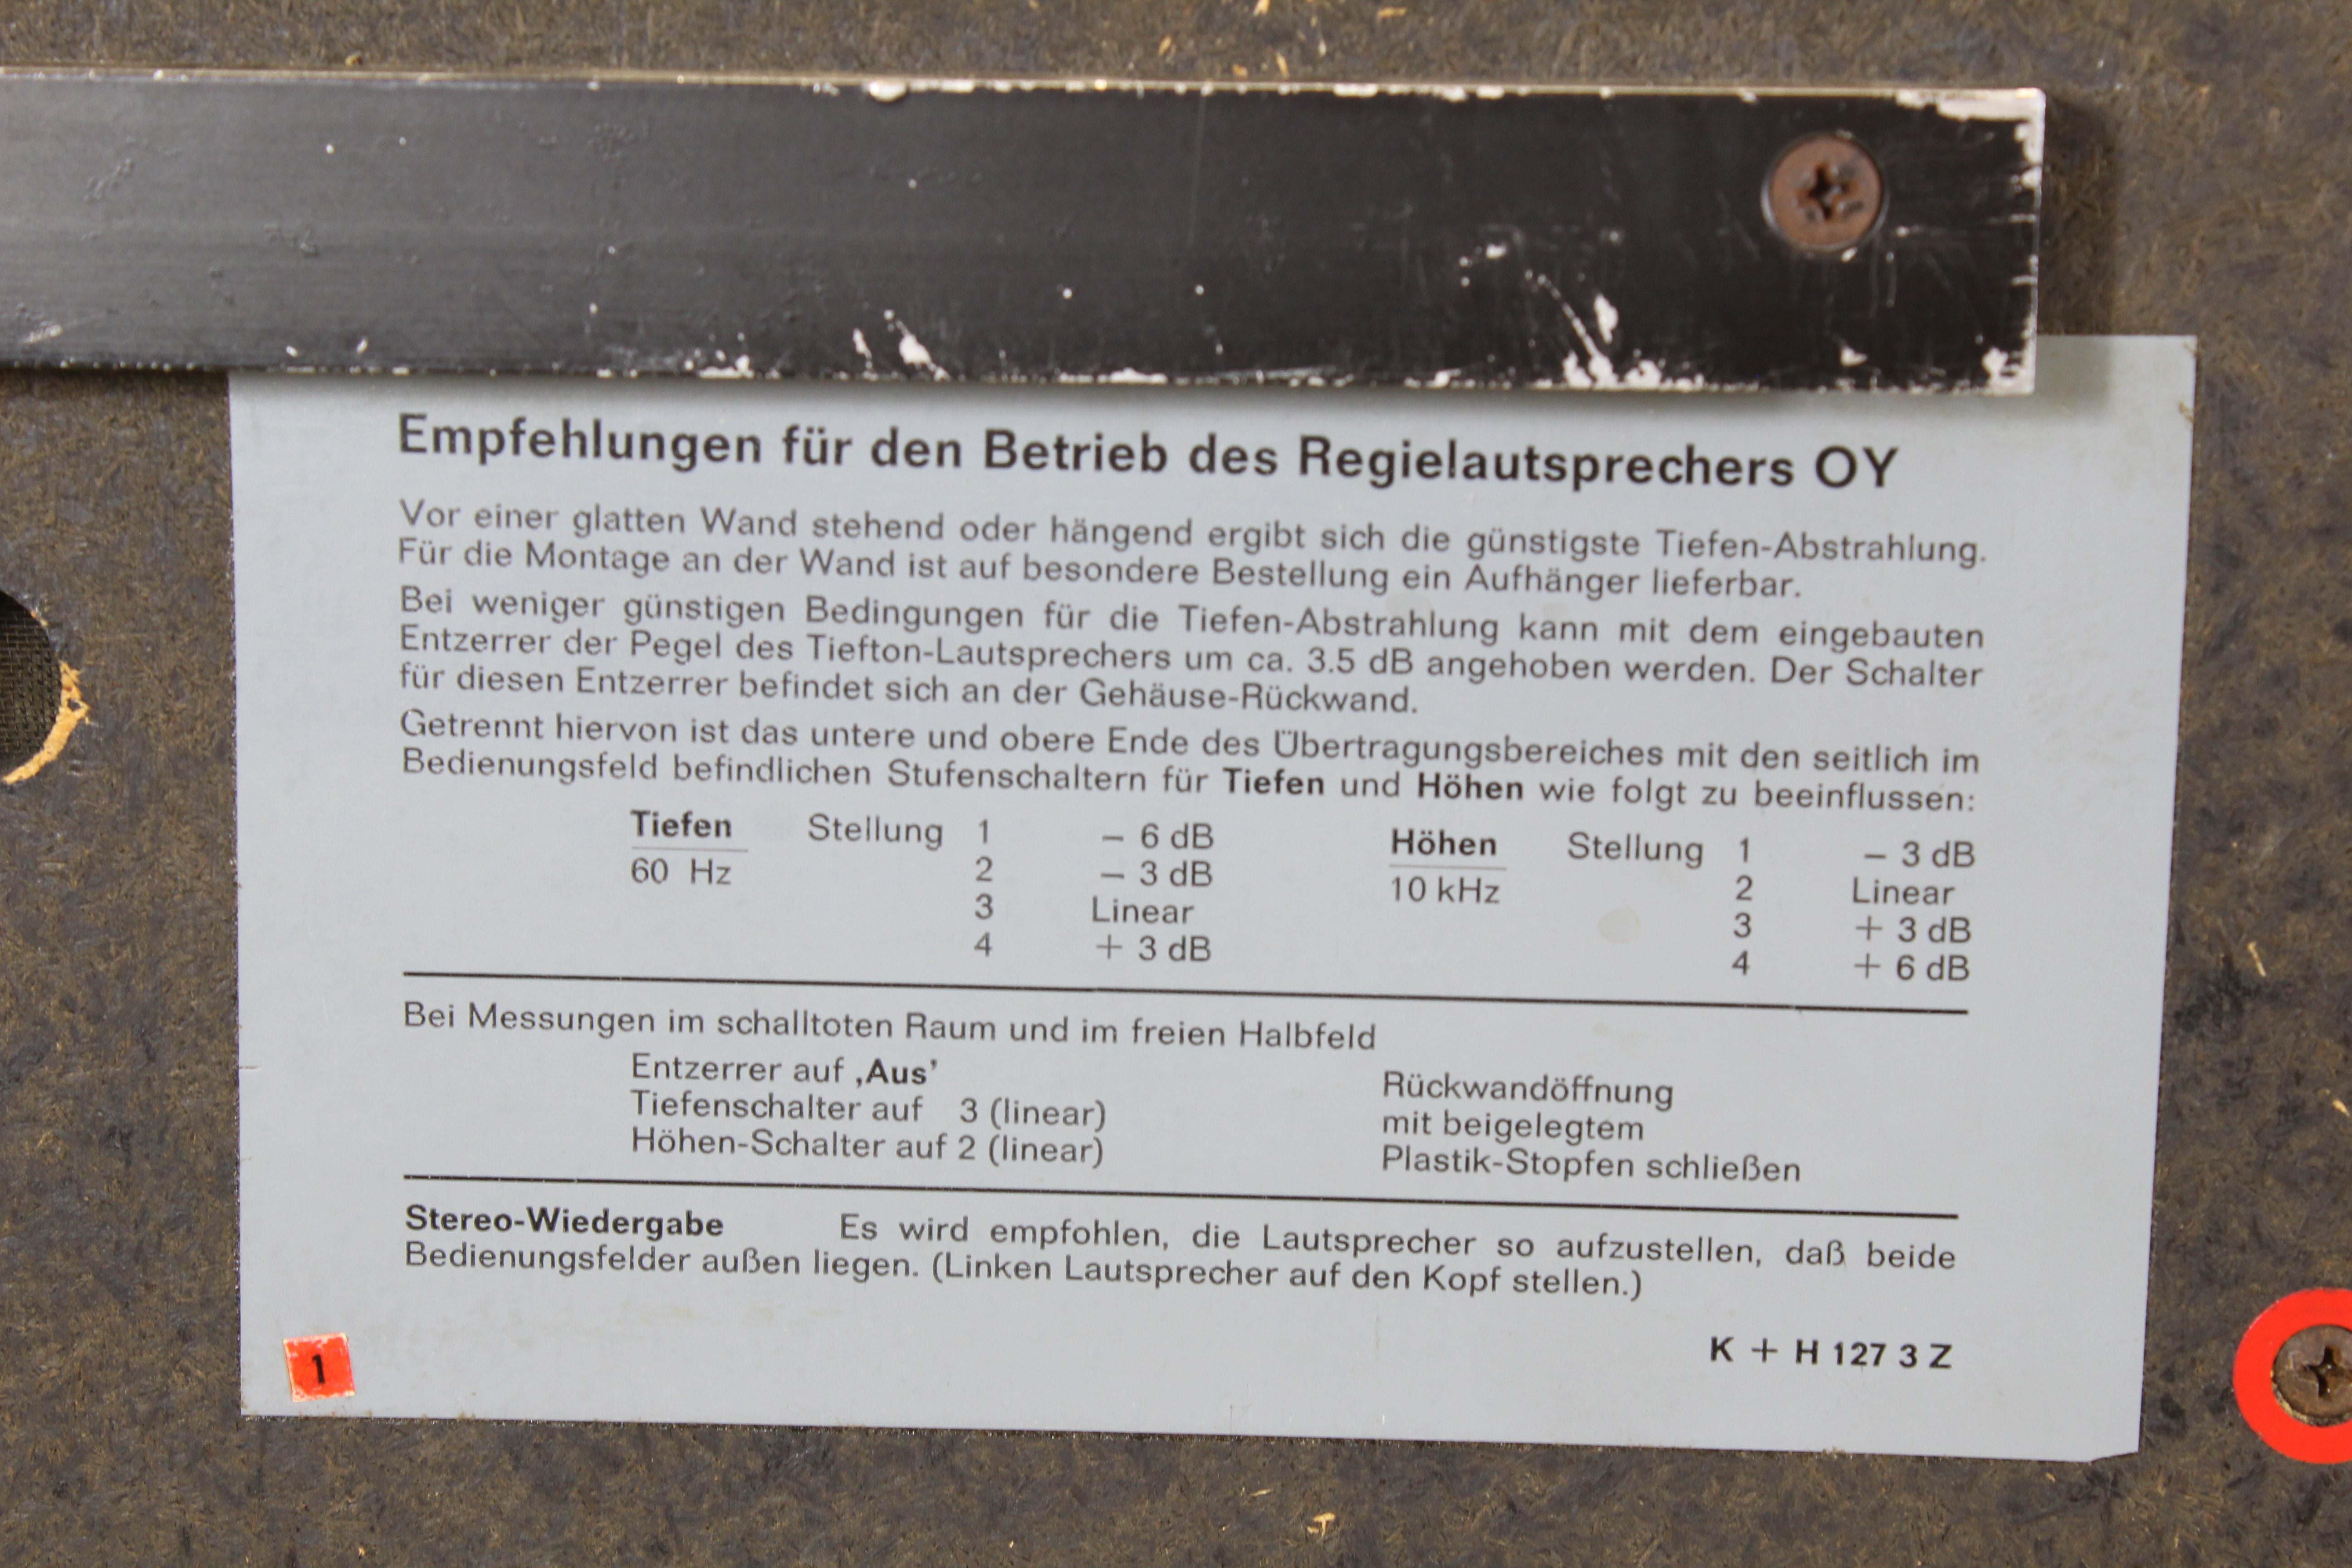 Empfehlungen für den Betrieb des Regielautsprechers OY
Vor einer glatten Wand stehend oder hängend ergibt sich die günstigste Tiefen-Abstrahlung.
Für die Montage an der Wand ist auf besondere Bestellung ein Aufhänger lieferbar.
Bei weniger günstigen Bedingungen für die Tiefen-Abstrahlung kann mit dem eingebauten
Entzerrer der Pegel des Tiefton-Lautsprechers um ca. 3.5 dB angehoben werden. Der Schalter
für diesen Entzerrer befindet sich an der Gehäuse-Rückwand.
Getrennt hiervon ist das untere und obere Ende des Übertragungsbereiches mit den seitlich im
Bedienungsfeld befindlichen Stufenschaltern für Tiefen und Höhen wie folgt zu beeinflussen:
Tiefen Stellung 1 – 6 dB Höhen Stellung 1 – 3 dB
60 Hz 2 – 3 dB 10 kHz 2 Linear
3 Linear 3 + 3 dB
4 + 3 dB 4 + 6 dB
Bei Messungen im schalltoten Raum und im freien Halbfeld
Entzerrer auf ‚Aus’ Rückwandöffnung
Tiefenschalter auf 3 (linear) mit beigelegtem
Höhen-Schalter auf 2 (linear) Plastik-Stopfen schließen
Stereo-Wiedergabe Es wird empfohlen, die Lautsprecher so aufzustellen, daß beide
Bedienungsfelder außen liegen. (Linken Lautsprecher auf den Kopf stellen.)
K + H 127 3 Z
1